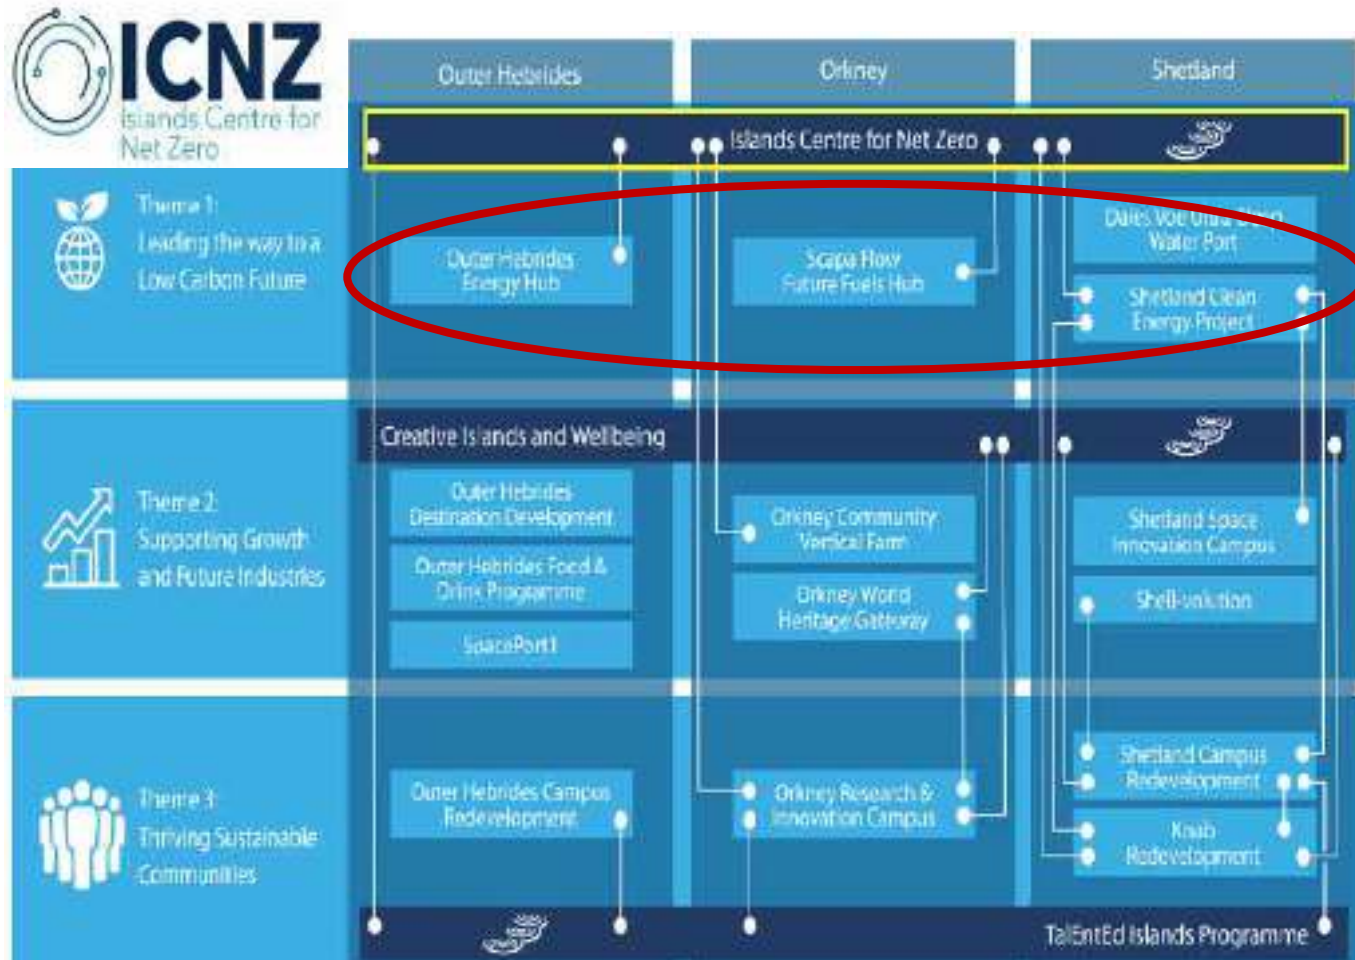 ICNZ
Islands Centre for
Net Zero
Outer Hebrides
Orkney
Shetland
Islands Centre for Net Zero
Theme 1:
Leading the way to a
Low Carbon Future
Outer Hebrides
Energy Hub
Scapa Flow
Future Fuels Hub
Dales Voe Ultra Deep
Water Port
Shetland Clean
Energy Project
Creative Islands and Wellbeing
Theme 2:
Supporting Growth
and Future Industries
Outer Hebrides
Destination Development
Outer Hebrides Food &
Drink Programme
SpacePort1
Orkney Community
Vertical Farm
Orkney World
Heritage Gateway
Shetland Space
Innovation Campus
Shell-volution
Theme 3:
Thriving Sustainable
Communities
Outer Hebrides Campus
Redevelopment
Orkney Research &
Innovation Campus
Shetland Campus
Redevelopment
Knab
Redevelopment
TalEntEd Islands Programme